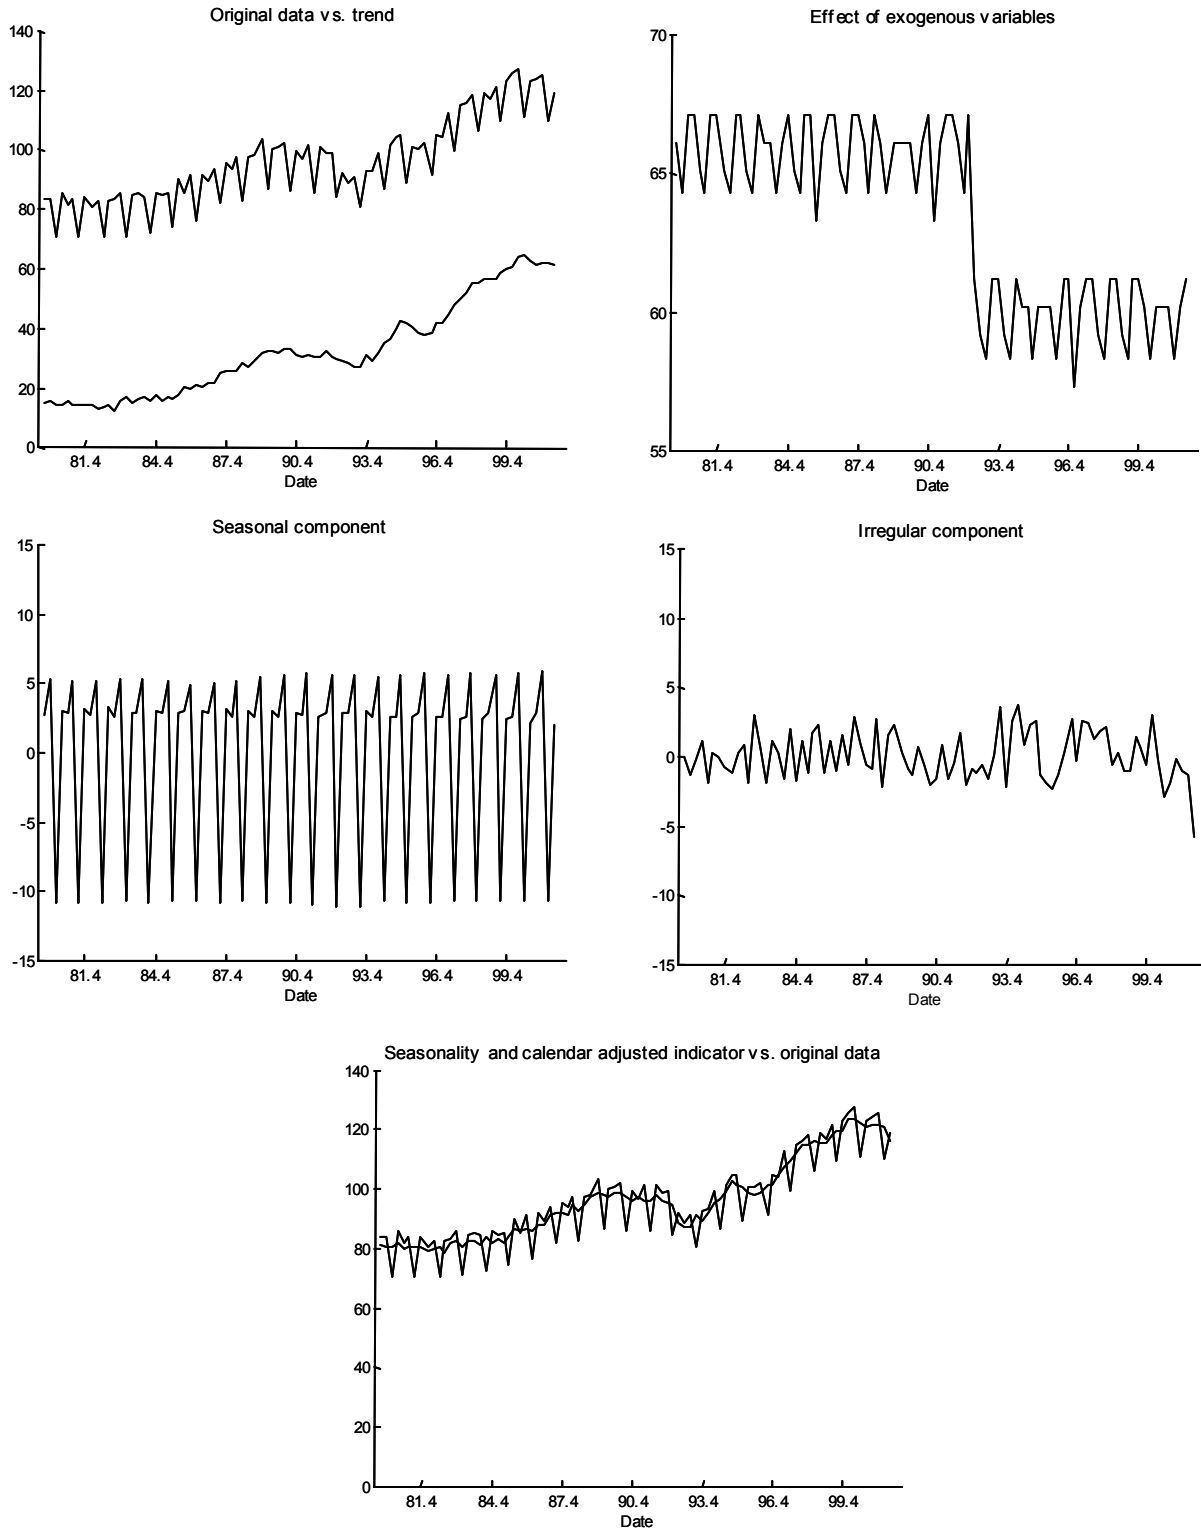 Original data vs. trend
140
120
100
80
60
40
20
0
81.4 84.4 87.4 90.4 93.4 96.4 99.4
Date
Effect of exogenous variables
70
65
60
55
81.4 84.4 87.4 90.4 93.4 96.4 99.4
Date
Seasonal component
15
10
5
0
-5
-10
-15
81.4 84.4 87.4 90.4 93.4 96.4 99.4
Date
Irregular component
15
10
5
0
-5
-10
-15
81.4 84.4 87.4 90.4 93.4 96.4 99.4
Date
Seasonality and calendar adjusted indicator vs. original data
140
120
100
80
60
40
20
0
81.4 84.4 87.4 90.4 93.4 96.4 99.4
Date